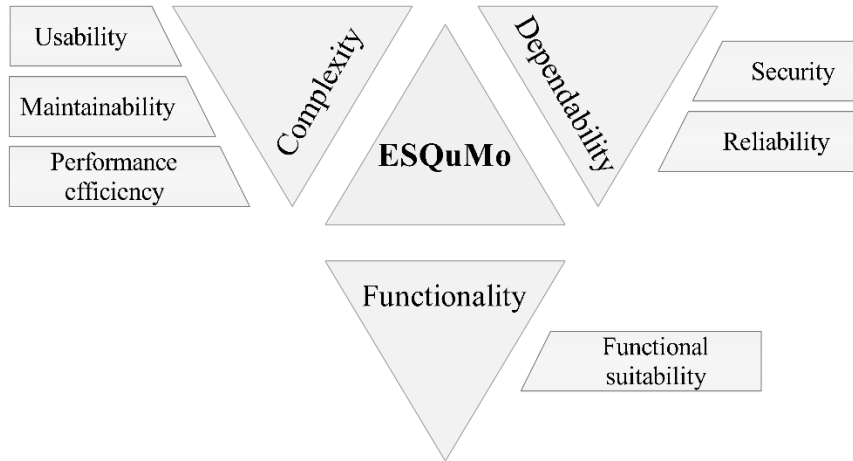 Usability
Maintainability
Performance
efficiency
Complexity
ESQuMo
Dependability
Security
Reliability
Functionality
Functional
suitability